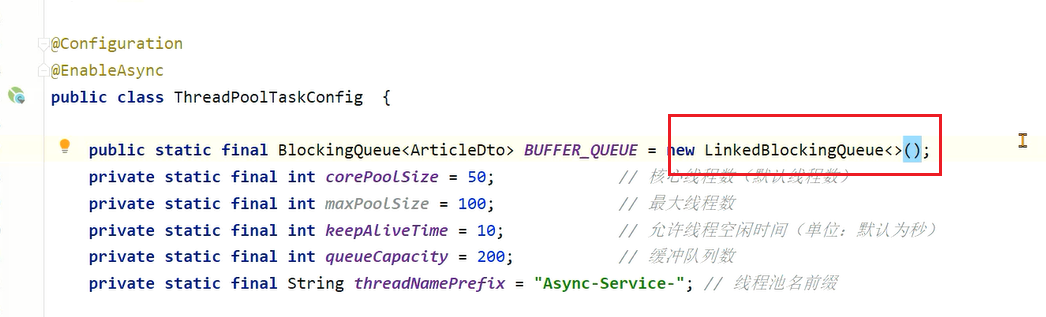 @Configuration
@EnableAsync
public class ThreadPoolTaskConfig {
public static final BlockingQueue<ArticleDto> BUFFER_QUEUE = new LinkedBlockingQueue<>();
private static final int corePoolSize = 50; // 核心线程数（默认线程数）
private static final int maxPoolSize = 100; // 最大线程数
private static final int keepAliveTime = 10; // 允许线程空闲时间（单位：默认为秒）
private static final int queueCapacity = 200; // 缓冲队列数
private static final String threadNamePrefix = "Async-Service-"; // 线程池名前缀